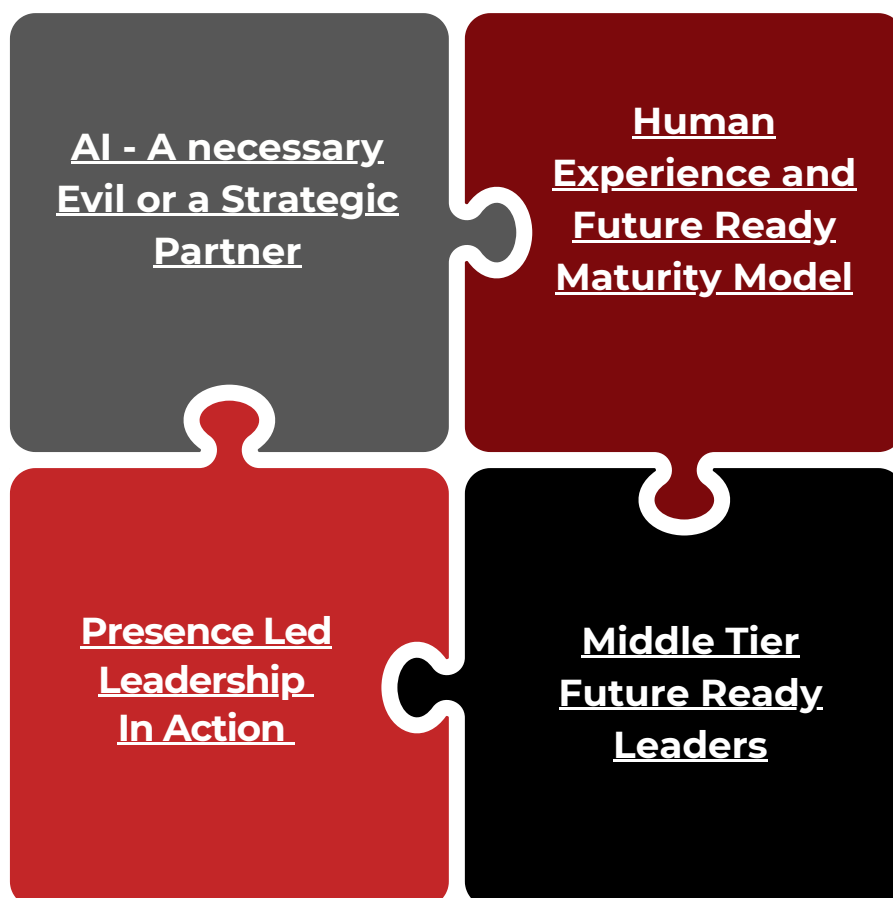 AI - A necessary
Evil or a Strategic
Partner
Human
Experience and
Future Ready
Maturity Model
Presence Led
Leadership
In Action
Middle Tier
Future Ready
Leaders